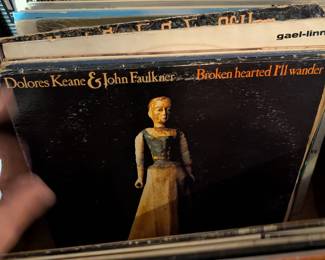 gael-linn
Dolores Keane & John Faulkner Broken hearted I'll wander